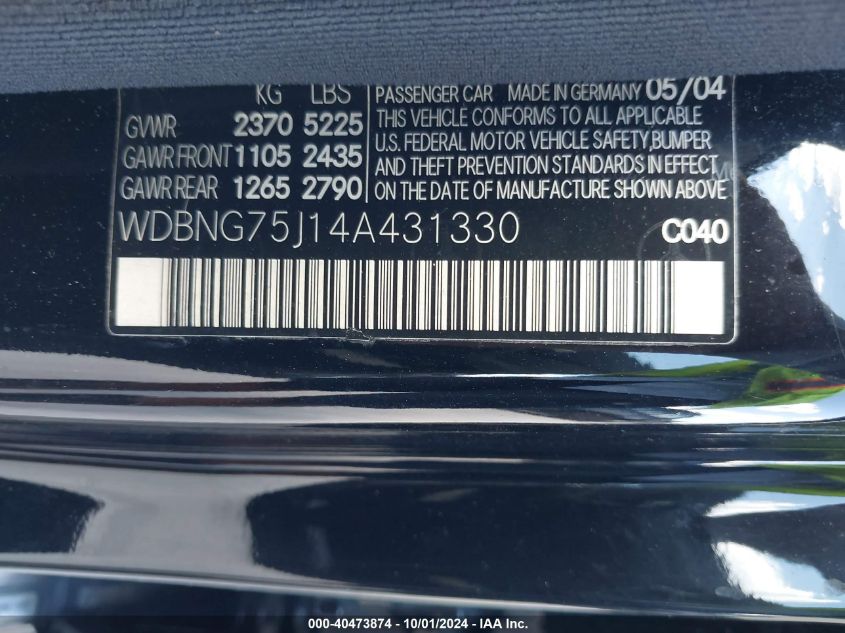 KG LBS
GVWR 2370 5225
GAWR FRONT 1105 2435
GAWR REAR 1265 2790
PASSENGER CAR MADE IN GERMANY 05/04
THIS VEHICLE CONFORMS TO ALL APPLICABLE
U.S. FEDERAL MOTOR VEHICLE SAFETY,BUMPER
AND THEFT PREVENTION STANDARDS IN EFFECT
ON THE DATE OF MANUFACTURE SHOWN ABOVE.
WDBNG75J14A431330 C040
000-40473874 - 10/01/2024 - IAA Inc.